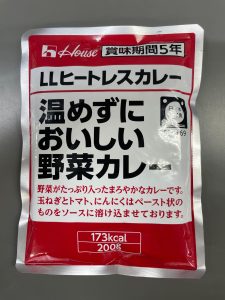 House 賞味期間5年
LLヒートレスカレー
温めずに
おいしい
野菜カレー
野菜がたっぷり入ったまろやかなカレーです。
玉ねぎとトマト、にんにくはペースト状の
ものをソースに溶け込ませております。
173kcal
200g